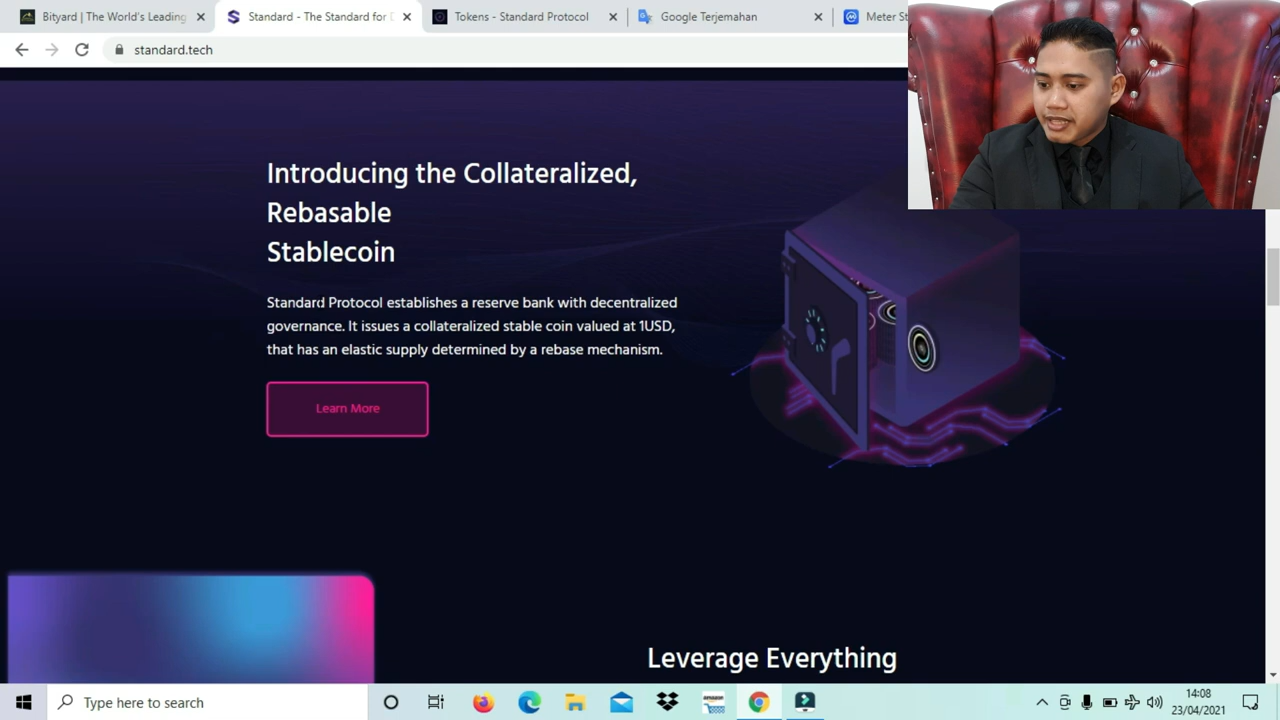 Bityard | The World's Leading
Standard - The Standard for D
Tokens - Standard Protocol
Google Terjemahan
Meter St
standard.tech
Introducing the Collateralized,
Rebasable
Stablecoin
Standard Protocol establishes a reserve bank with decentralized
governance. It issues a collateralized stable coin valued at 1USD,
that has an elastic supply determined by a rebase mechanism.
Learn More
Leverage Everything
Type here to search
amazon
14:08
23/04/2021